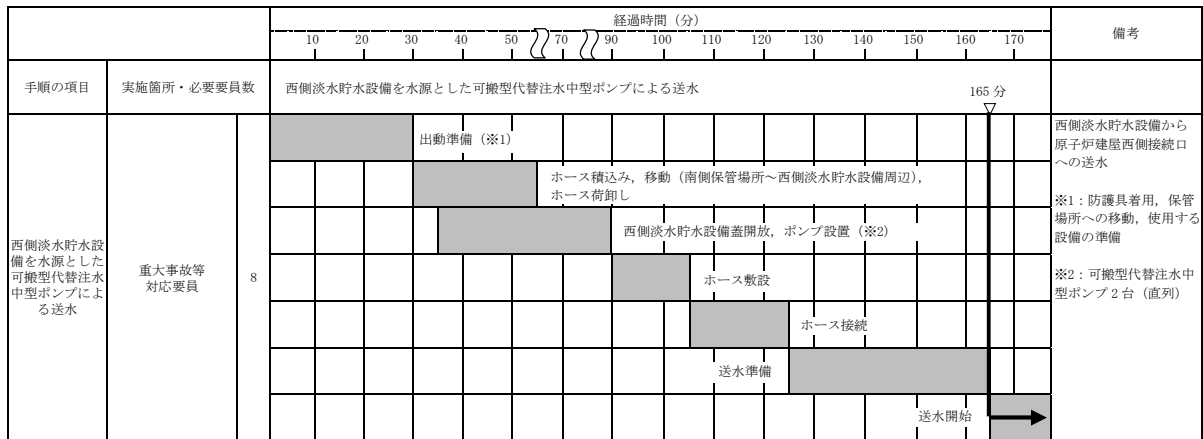 経過時間（分）
備考
10 20 30 40 50 70 90 100 110 120 130 140 150 160 170
手順の項目
実施箇所・必要要員数
西側淡水貯水設備を水源とした可搬型代替注水中型ポンプによる送水
165 分
西側淡水貯水設
備を水源とした
可搬型代替注水
中型ポンプによ
る送水
重大事故等
対応要員
8
出動準備（※1）
ホース積込み，移動（南側保管場所～西側淡水貯水設備周辺），
ホース荷卸し
西側淡水貯水設備蓋開放，ポンプ設置（※2）
ホース敷設
ホース接続
送水準備
送水開始
西側淡水貯水設備から
原子炉建屋西側接続口
への送水
※1：防護具着用，保管
場所への移動，使用する
設備の準備
※2：可搬型代替注水中
型ポンプ 2 台（直列）